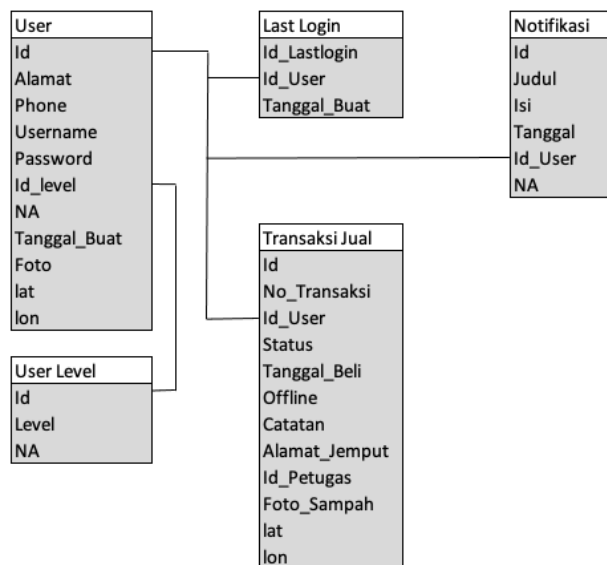 User
Id
Alamat
Phone
Username
Password
Id_level
NA
Tanggal_Buat
Foto
lat
lon
User Level
Id
Level
NA
Last Login
Id_Lastlogin
Id_User
Tanggal_Buat
Transaksi Jual
Id
No_Transaksi
Id_User
Status
Tanggal_Beli
Offline
Catatan
Alamat_Jemput
Id_Petugas
Foto_Sampah
lat
lon
Notifikasi
Id
Judul
Isi
Tanggal
Id_User
NA